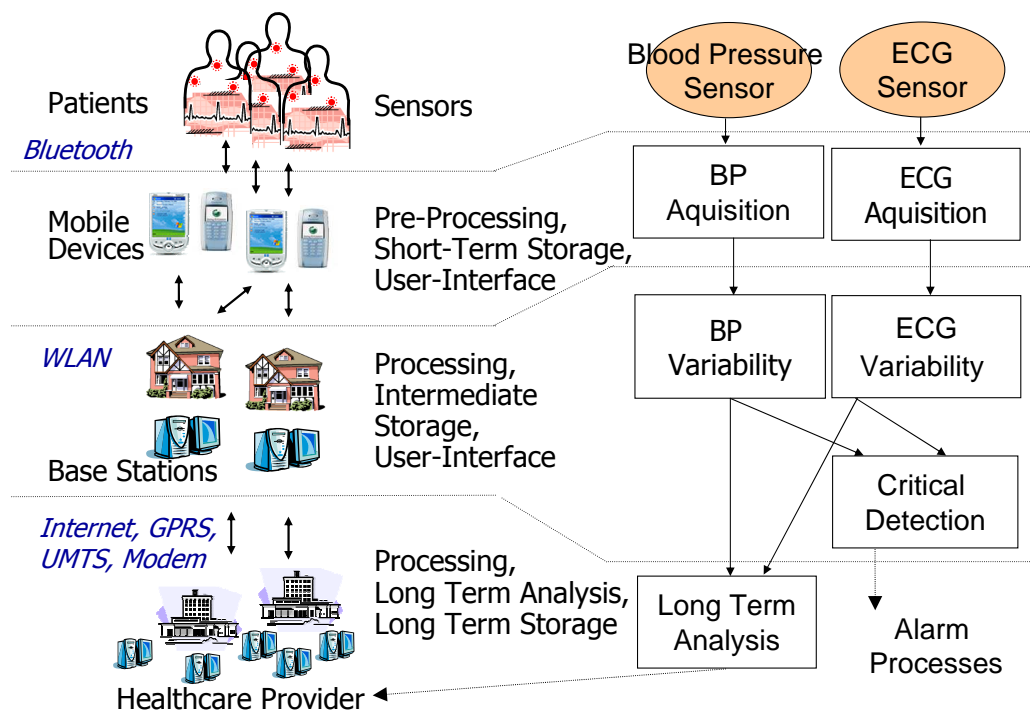 Patients
Sensors
Blood Pressure
Sensor
ECG
Sensor
Bluetooth
Mobile
Devices
Pre-Processing,
Short-Term Storage,
User-Interface
BP
Aquisition
ECG
Aquisition
WLAN
Base Stations
Processing,
Intermediate
Storage,
User-Interface
BP
Variability
ECG
Variability
Critical
Detection
Internet, GPRS,
UMTS, Modem
Healthcare Provider
Processing,
Long Term Analysis,
Long Term Storage
Long Term
Analysis
Alarm
Processes